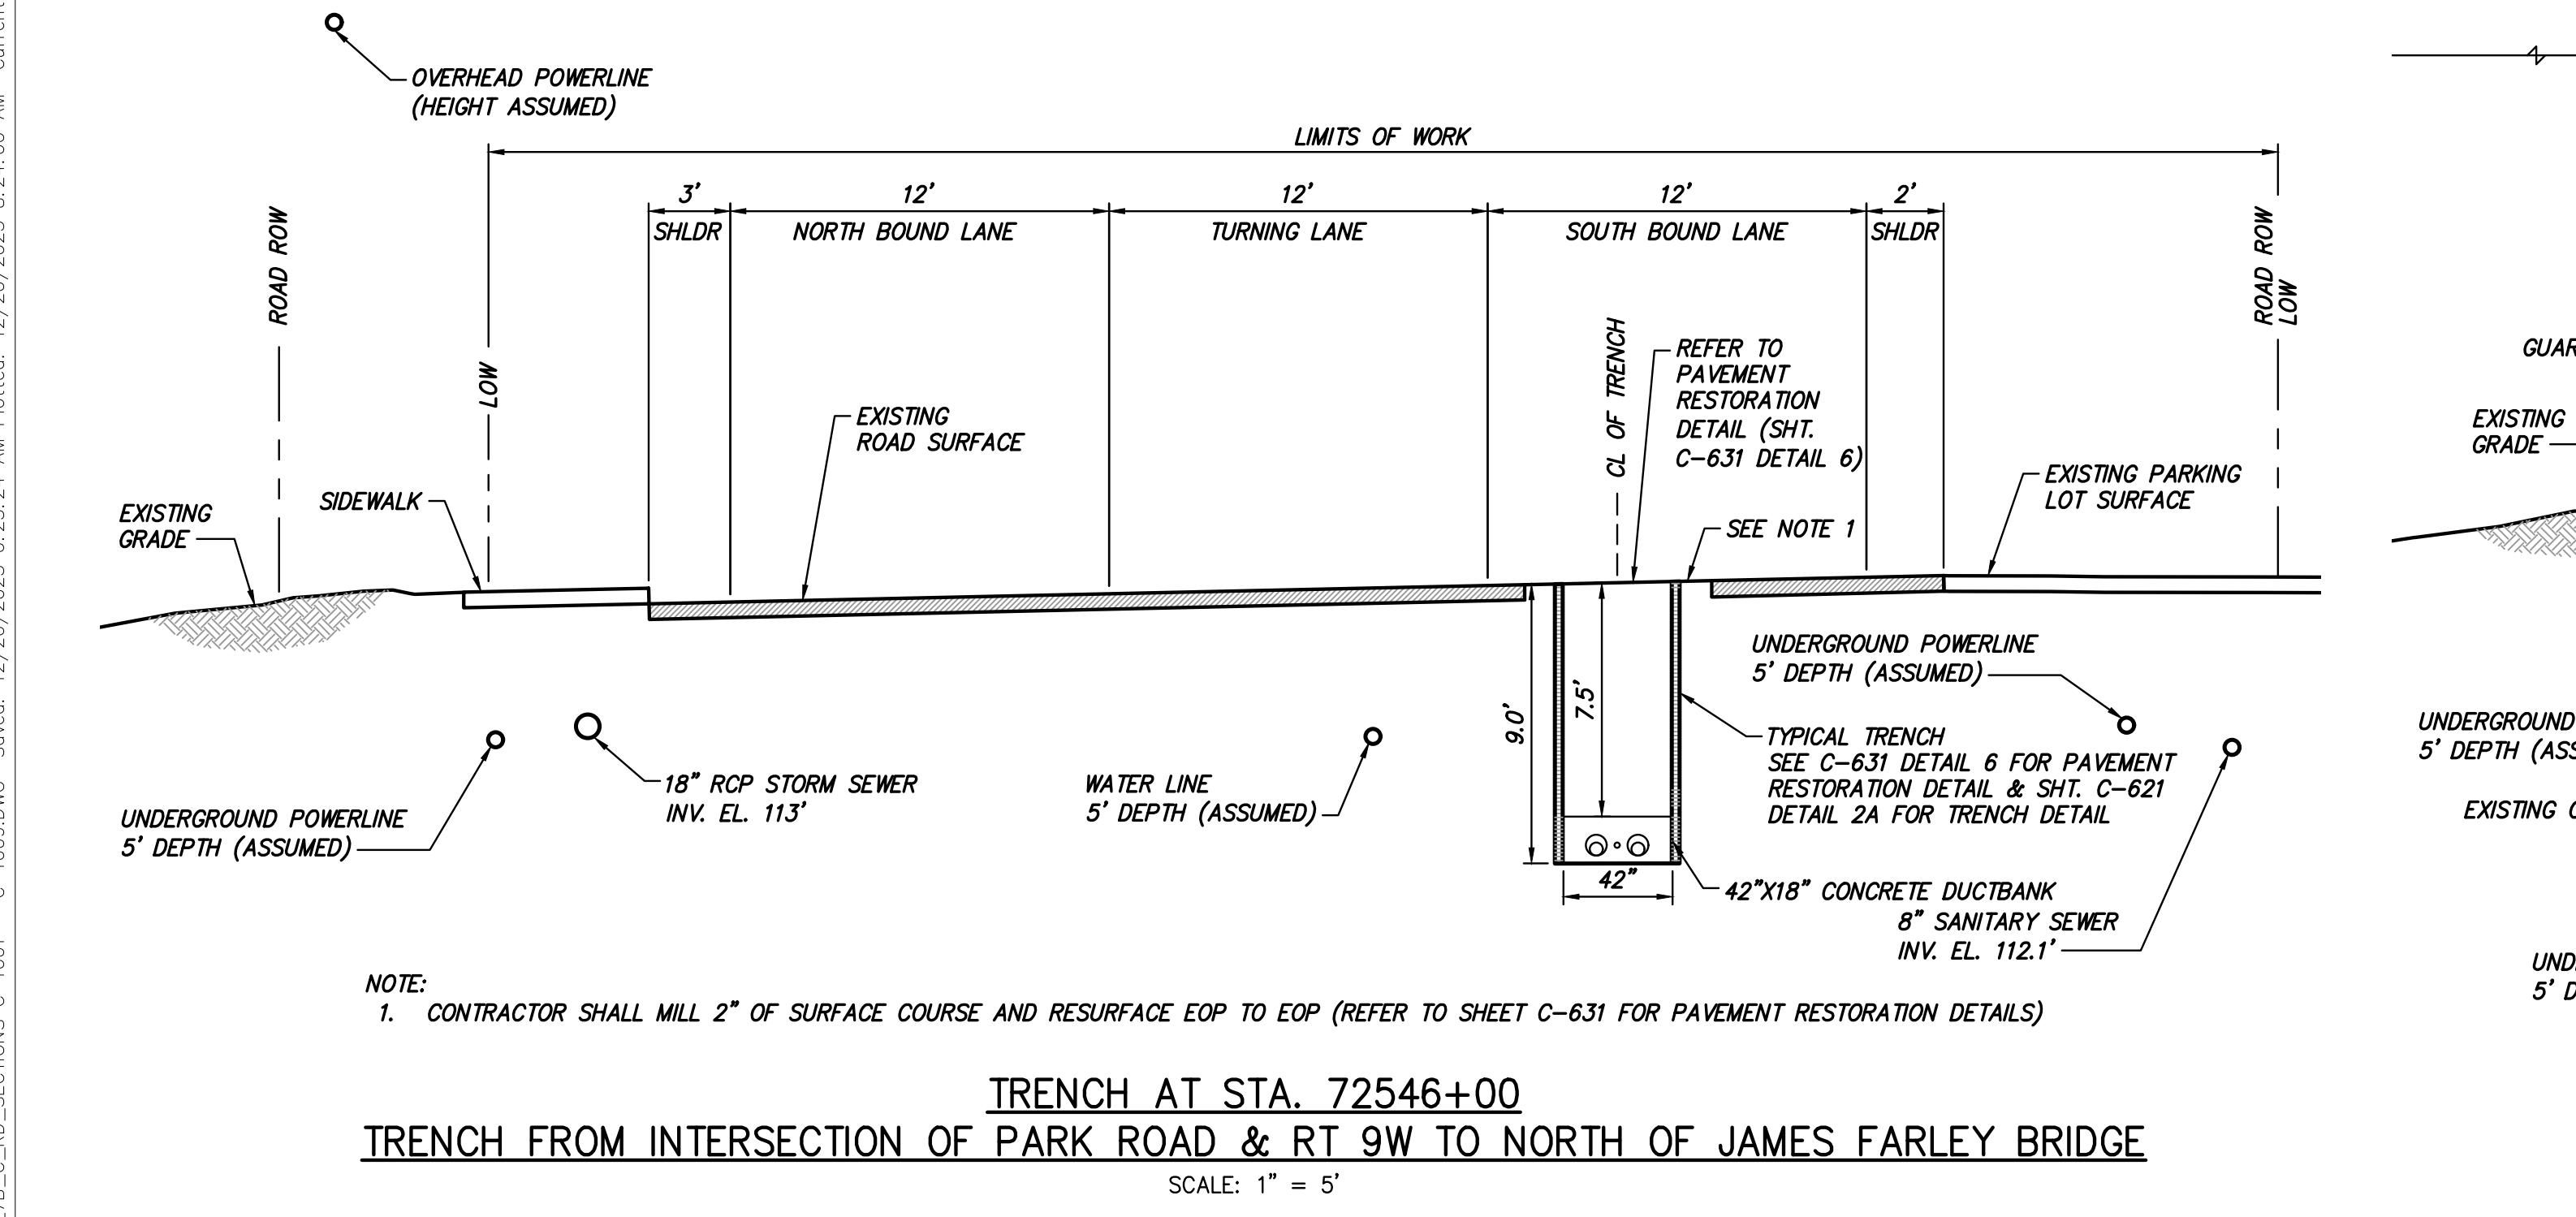 OVERHEAD POWERLINE
(HEIGHT ASSUMED)
LIMITS OF WORK
3'
12'
12'
12'
2'
SHLDR
NORTH BOUND LANE
TURNING LANE
SOUTH BOUND LANE
SHLDR
ROAD ROW
LOW
CL OF TRENCH
ROAD ROW
LOW
REFER TO
PAVEMENT
RESTORATION
DETAIL (SHT.
C-631 DETAIL 6)
EXISTING
ROAD SURFACE
SIDEWALK
EXISTING
GRADE
SEE NOTE 1
EXISTING PARKING
LOT SURFACE
9.0'
7.5'
UNDERGROUND POWERLINE
5' DEPTH (ASSUMED)
TYPICAL TRENCH
SEE C-631 DETAIL 6 FOR PAVEMENT
RESTORATION DETAIL & SHT. C-621
DETAIL 2A FOR TRENCH DETAIL
18" RCP STORM SEWER
INV. EL. 113'
WATER LINE
5' DEPTH (ASSUMED)
UNDERGROUND POWERLINE
5' DEPTH (ASSUMED)
42"
42"X18" CONCRETE DUCTBANK
8" SANITARY SEWER
INV. EL. 112.1'
NOTE:
1. CONTRACTOR SHALL MILL 2" OF SURFACE COURSE AND RESURFACE EOP TO EOP (REFER TO SHEET C-631 FOR PAVEMENT RESTORATION DETAILS)
TRENCH AT STA. 72546+00
TRENCH FROM INTERSECTION OF PARK ROAD & RT 9W TO NORTH OF JAMES FARLEY BRIDGE
SCALE: 1" = 5'
EXISTING
GRADE
UNDERGROUND
5' DEPTH
EXISTING
5'